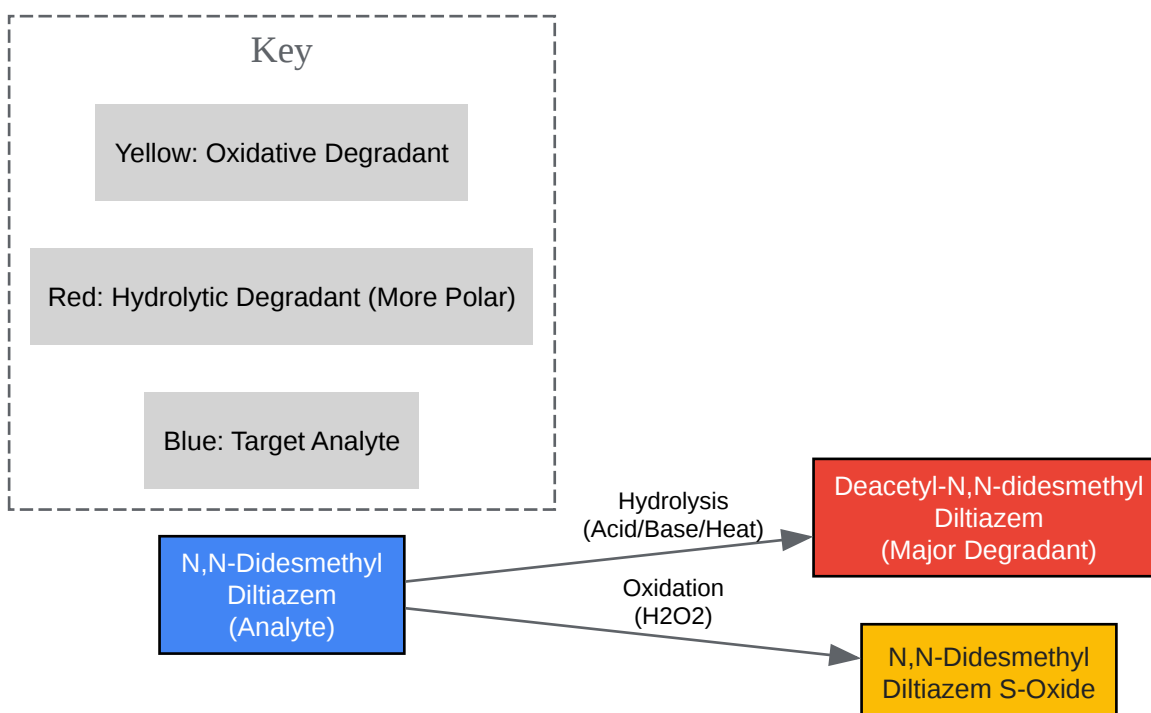 Key
Yellow: Oxidative Degradant
Red: Hydrolytic Degradant (More Polar)
Blue: Target Analyte
N,N-Didesmethyl
Diltiazem
(Analyte)
Hydrolysis
(Acid/Base/Heat)
Oxidation
(H2O2)
Deacetyl-N,N-didesmethyl
Diltiazem
(Major Degradant)
N,N-Didesmethyl
Diltiazem S-Oxide